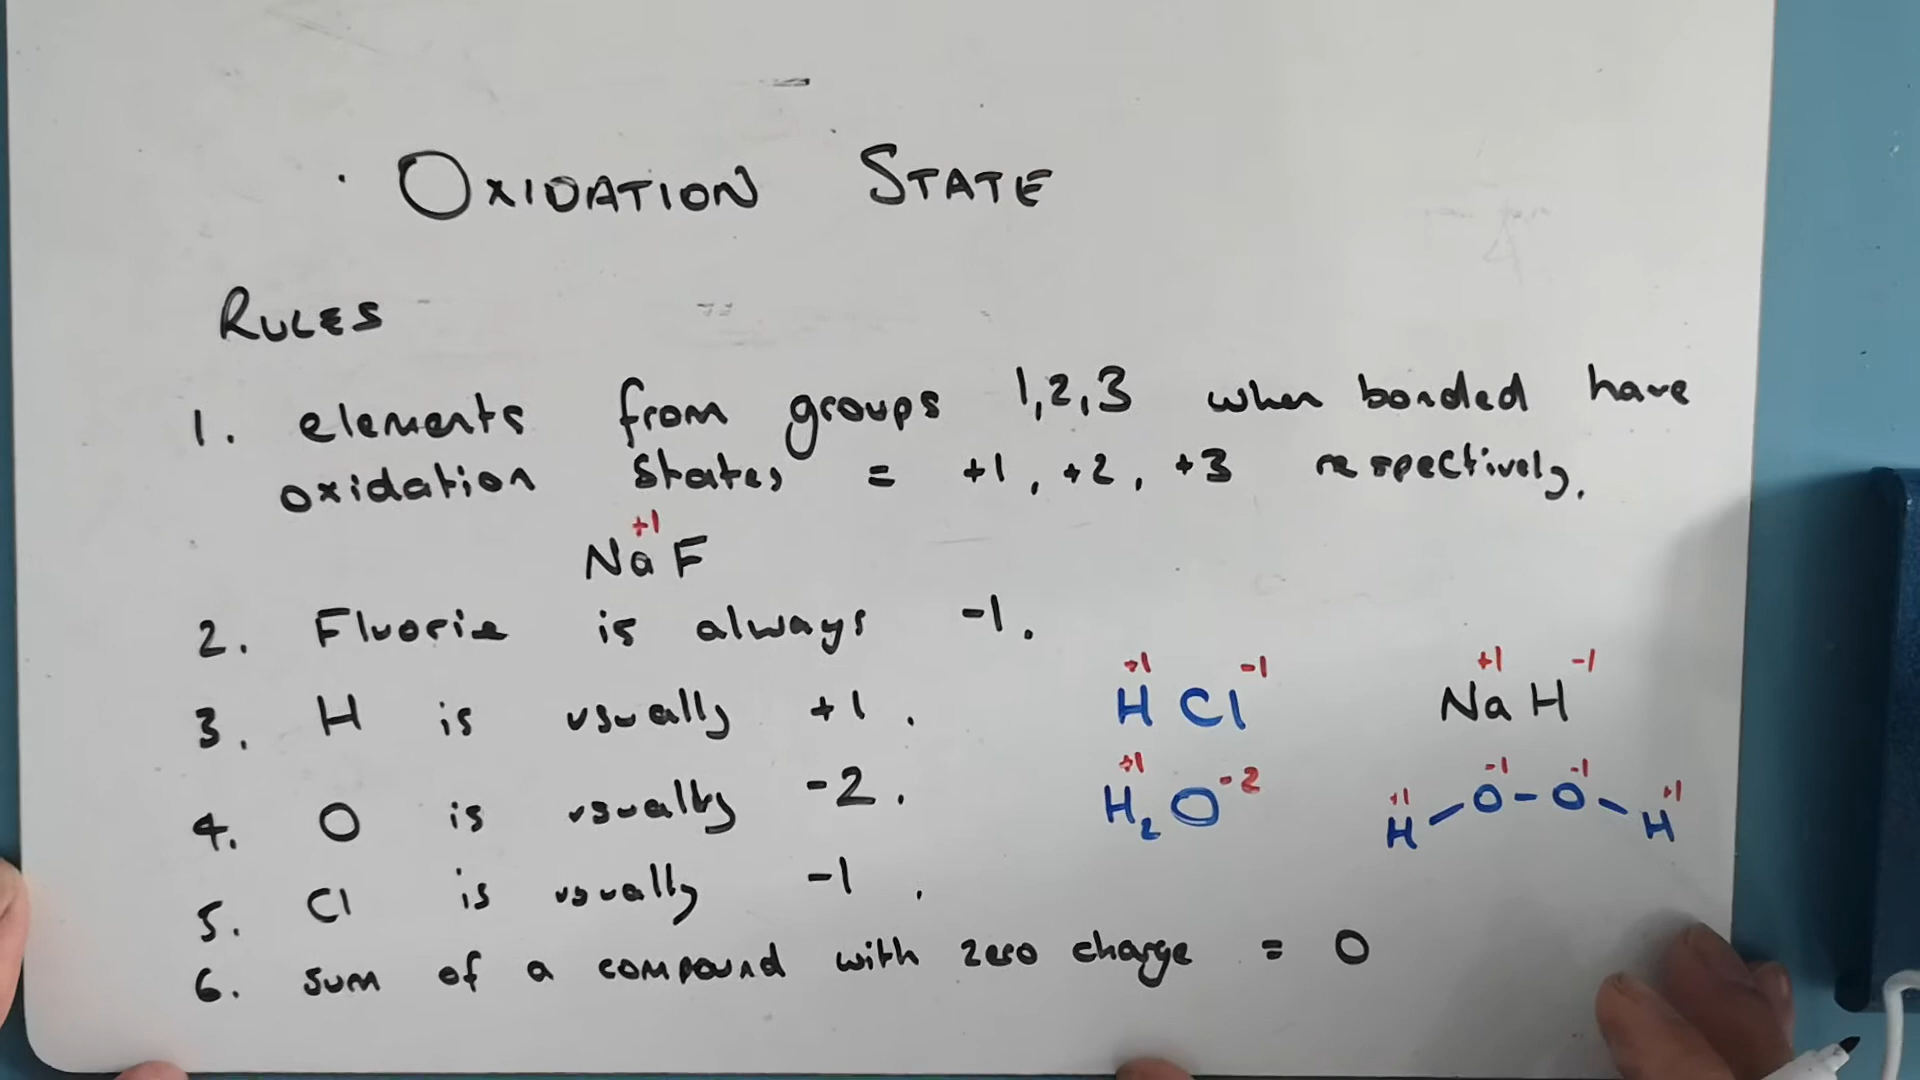 OXIDATION STATE
RULES
1. elements from groups 1,2,3 when bonded have
oxidation states = +1, +2, +3 respectively.
+1
NaF
2. Fluorie is always -1.
3. H is usually +1.
+1 -1
H Cl
+1 -1
Na H
4. O is usually -2.
+1 -2
H₂O
+1 -1 -1 +1
H-O-O-H
5. Cl is usually -1.
6. sum of a compound with zero charge = 0